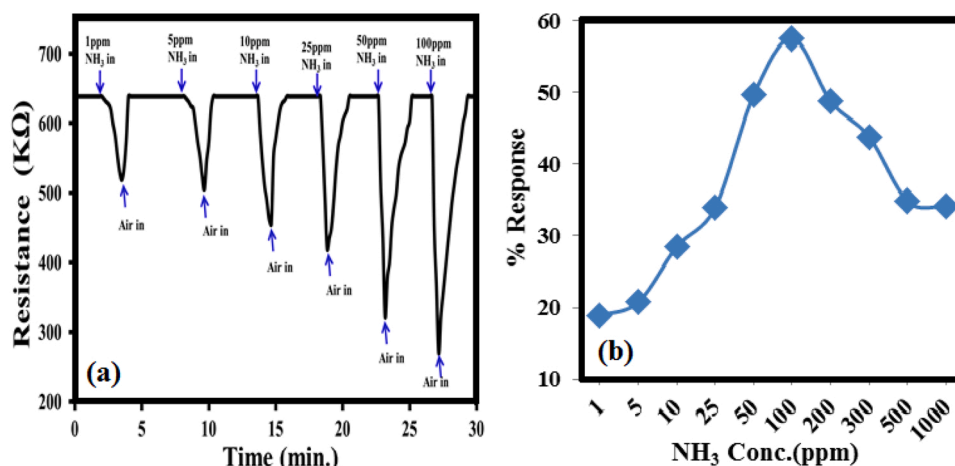 1ppm
NH3 in
5ppm
NH3 in
10ppm
NH3 in
25ppm
NH3 in
50ppm
NH3 in
100ppm
NH3 in
Air in
Air in
Air in
Air in
Air in
Air in
700
600
500
400
300
200
Resistance (KΩ)
(a)
0
5
10
15
20
25
30
Time (min.)
60
50
40
30
20
10
% Response
(b)
1
5
10
25
50
100
200
300
500
1000
NH3 Conc.(ppm)